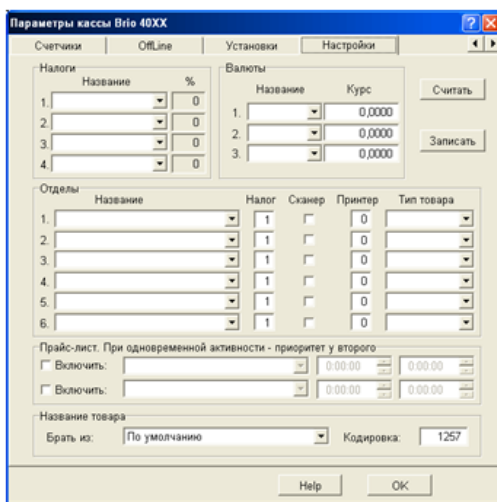 Параметры кассы Brio 40XX
Счетчики OffLine Установки Настройки
Налоги
Название %
1. 0
2. 0
3. 0
4. 0
Валюты
Название Курс
1. 0,0000
2. 0,0000
3. 0,0000
Считать
Записать
Отделы
Название Налог Сканер Принтер Тип товара
1. 1 0
2. 1 0
3. 1 0
4. 1 0
5. 1 0
6. 1 0
Прайс-лист. При одновременной активности - приоритет у второго
Включить: 0:00:00 0:00:00
Включить: 0:00:00 0:00:00
Название товара
Брать из: По умолчанию Кодировка: 1257
Help OK